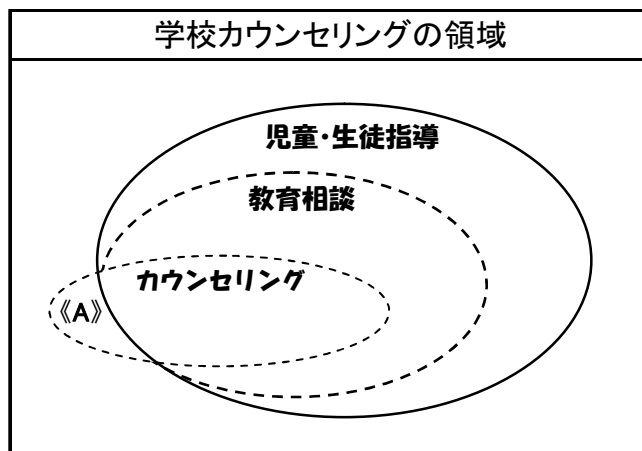 学校カウンセリングの領域
児童・生徒指導
教育相談
カウンセリング
《A》